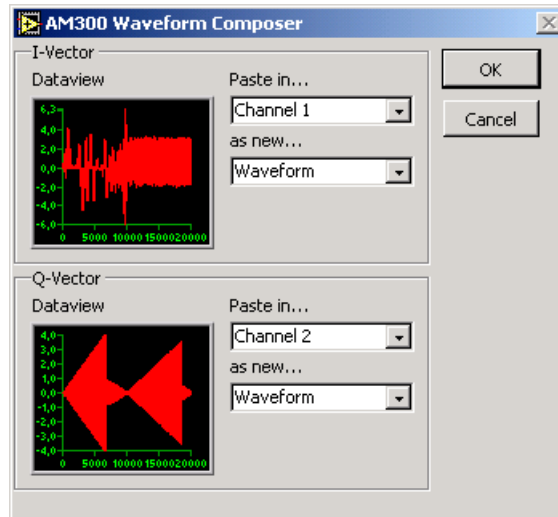 AM300 Waveform Composer
I-Vector
Dataview
Paste in...
Channel 1
as new...
Waveform
OK
Cancel
6,3
4,0
2,0
0,0
-2,0
-4,0
-6,0
0 5000 10000 15000 20000
Q-Vector
Dataview
Paste in...
Channel 2
as new...
Waveform
4,0
3,0
2,0
1,0
0,0
-1,0
-2,0
-3,0
-4,0
0 5000 10000 15000 20000